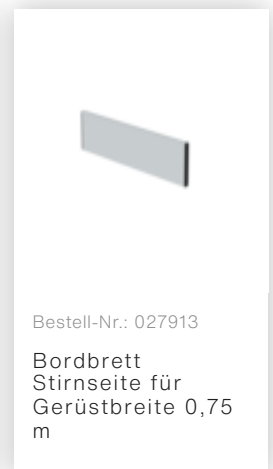 Bestell-Nr.: 027913
Bordbrett
Stirnseite für
Gerüstbreite 0,75
m